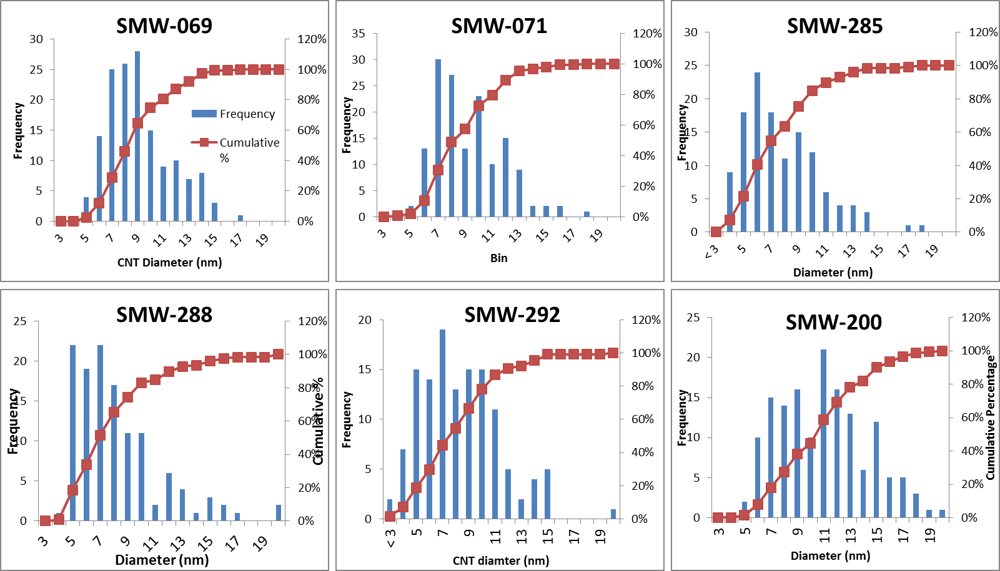 SMW-069
30
25
20
15
10
5
0
Frequency
120%
100%
80%
60%
40%
20%
0%
Frequency
Cumulative
%
3 5 7 9 11 13 15 17 19
CNT Diameter (nm)
SMW-071
35
30
25
20
15
10
5
0
Frequency
120%
100%
80%
60%
40%
20%
0%
3 5 7 9 11 13 15 17 19
Bin
SMW-285
30
25
20
15
10
5
0
Frequency
120%
100%
80%
60%
40%
20%
0%
< 3 5 7 9 11 13 15 17 19
Diameter (nm)
SMW-288
25
20
15
10
5
0
Frequency
120%
100%
80%
60%
40%
20%
0%
Cumulative %
3 5 7 9 11 13 15 17 19
Diameter (nm)
SMW-292
20
15
10
5
0
Frequency
120%
100%
80%
60%
40%
20%
0%
< 3 5 7 9 11 13 15 17 19
CNT diamter (nm)
SMW-200
25
20
15
10
5
0
Frequency
120%
100%
80%
60%
40%
20%
0%
Cumulative Percentage
3 5 7 9 11 13 15 17 19
Diameter (nm)